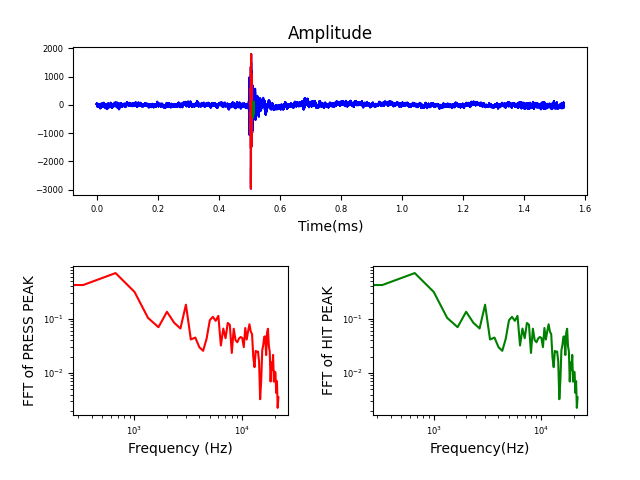 Amplitude
2000
1000
0
−1000
−2000
−3000
0.0 0.2 0.4 0.6 0.8 1.0 1.2 1.4 1.6
Time(ms)
FFT of PRESS PEAK
10⁻¹
10⁻²
10³ 10⁴
Frequency (Hz)
FFT of HIT PEAK
10⁻¹
10⁻²
10³ 10⁴
Frequency(Hz)